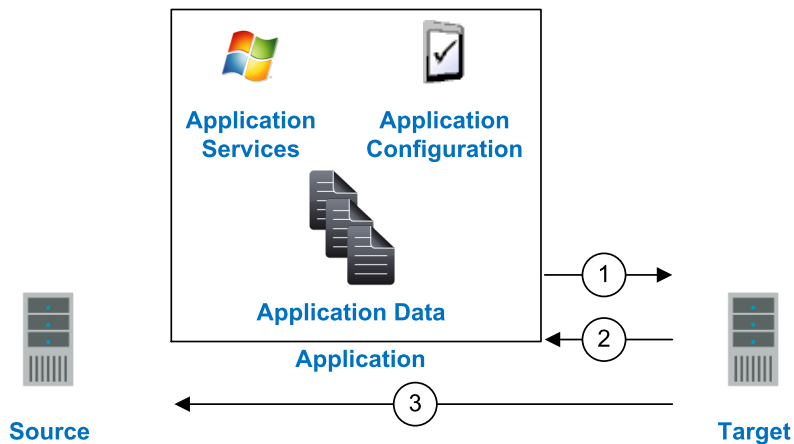 Application
Services
Application
Configuration
Application Data
1
2
Application
3
Source
Target